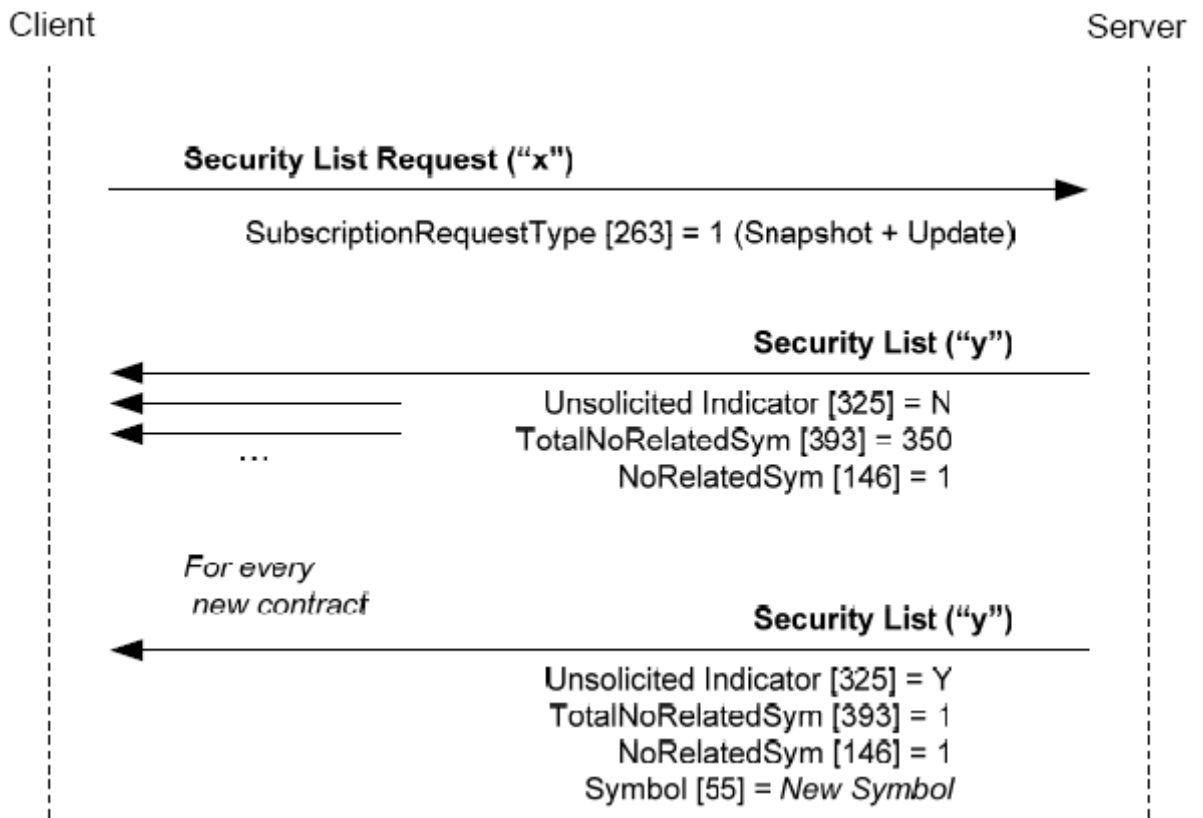 Client
Server
Security List Request (“x”)
SubscriptionRequestType [263] = 1 (Snapshot + Update)
Security List (“y”)
Unsolicited Indicator [325] = N
TotalNoRelatedSym [393] = 350
NoRelatedSym [146] = 1
...
For every
new contract
Security List (“y”)
Unsolicited Indicator [325] = Y
TotalNoRelatedSym [393] = 1
NoRelatedSym [146] = 1
Symbol [55] = New Symbol